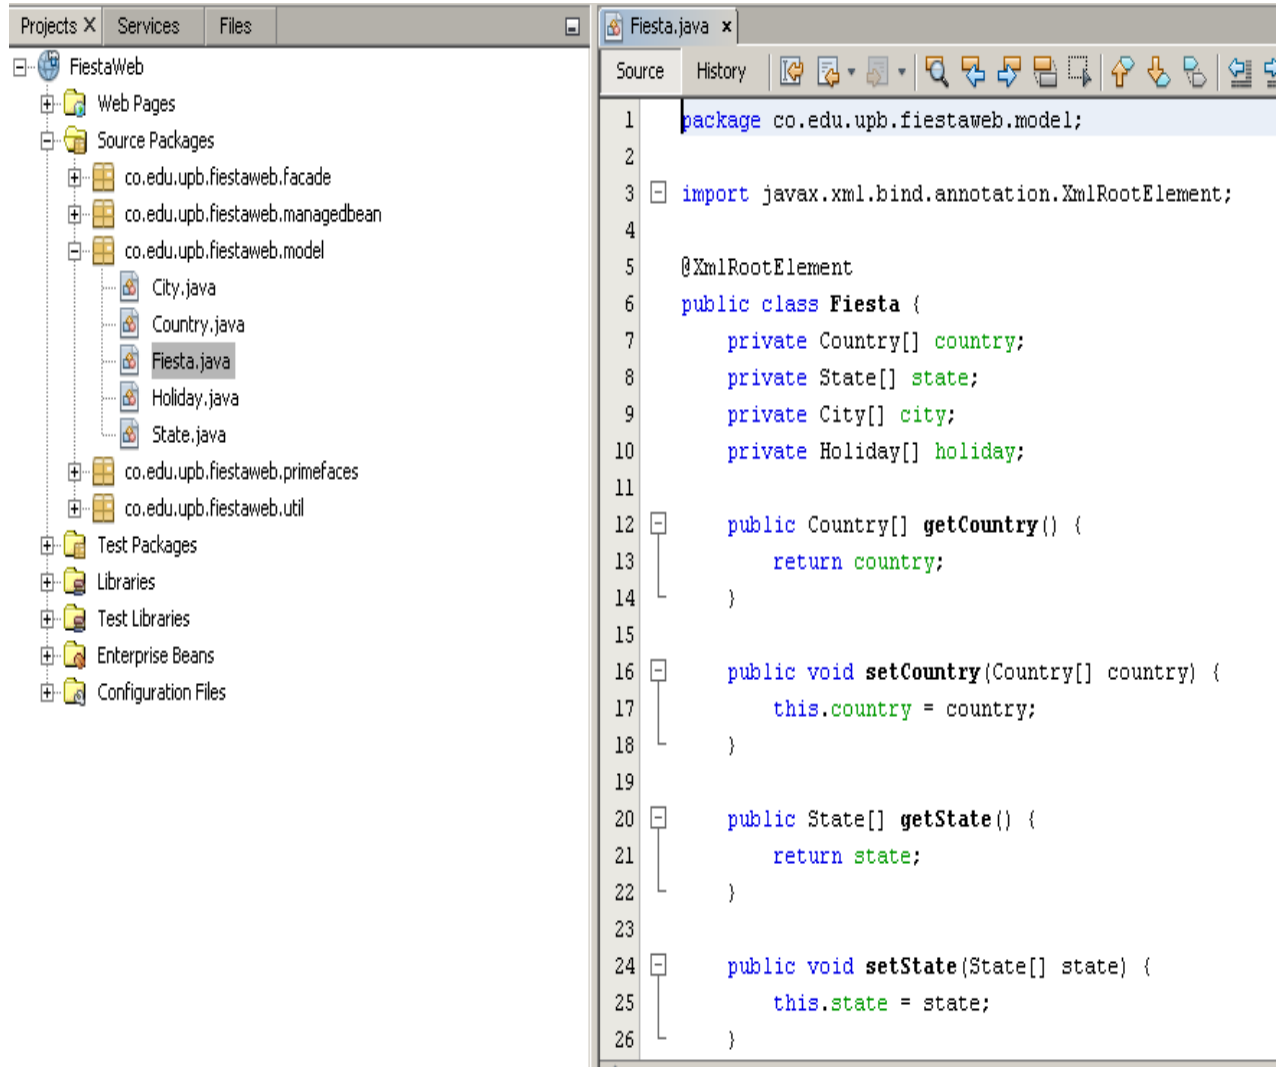 Projects X Services Files
FiestaWeb
Web Pages
Source Packages
co.edu.upb.fiestaweb.facade
co.edu.upb.fiestaweb.managedbean
co.edu.upb.fiestaweb.model
City.java
Country.java
Fiesta.java
Holiday.java
State.java
co.edu.upb.fiestaweb.primefaces
co.edu.upb.fiestaweb.util
Test Packages
Libraries
Test Libraries
Enterprise Beans
Configuration Files
Fiesta.java x
Source History
1 package co.edu.upb.fiestaweb.model;
2
3 import javax.xml.bind.annotation.XmlRootElement;
4
5 @XmlRootElement
6 public class Fiesta {
7 private Country[] country;
8 private State[] state;
9 private City[] city;
10 private Holiday[] holiday;
11
12 public Country[] getCountry() {
13 return country;
14 }
15
16 public void setCountry(Country[] country) {
17 this.country = country;
18 }
19
20 public State[] getState() {
21 return state;
22 }
23
24 public void setState(State[] state) {
25 this.state = state;
26 }